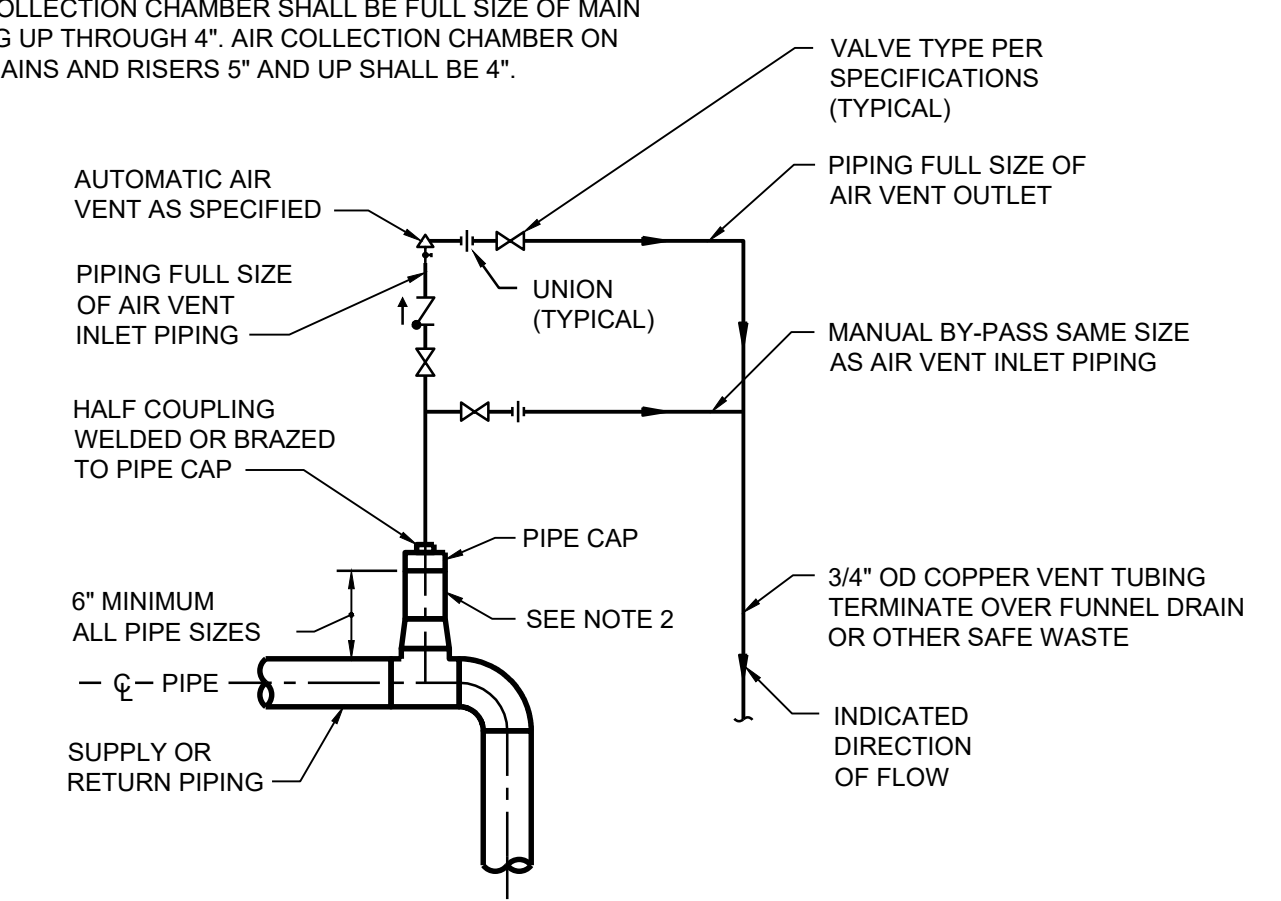 COLLECTION CHAMBER SHALL BE FULL SIZE OF MAIN
UP THROUGH 4". AIR COLLECTION CHAMBER ON
AND RISERS 5" AND UP SHALL BE 4".
VALVE TYPE PER
SPECIFICATIONS
(TYPICAL)
PIPING FULL SIZE OF
AIR VENT OUTLET
AUTOMATIC AIR
VENT AS SPECIFIED
PIPING FULL SIZE
OF AIR VENT
INLET PIPING
UNION
(TYPICAL)
MANUAL BY-PASS SAME SIZE
AS AIR VENT INLET PIPING
HALF COUPLING
WELDED OR BRAZED
TO PIPE CAP
PIPE CAP
3/4" OD COPPER VENT TUBING
TERMINATE OVER FUNNEL DRAIN
OR OTHER SAFE WASTE
6" MINIMUM
ALL PIPE SIZES
SEE NOTE 2
℄ PIPE
INDICATED
DIRECTION
OF FLOW
SUPPLY OR
RETURN PIPING